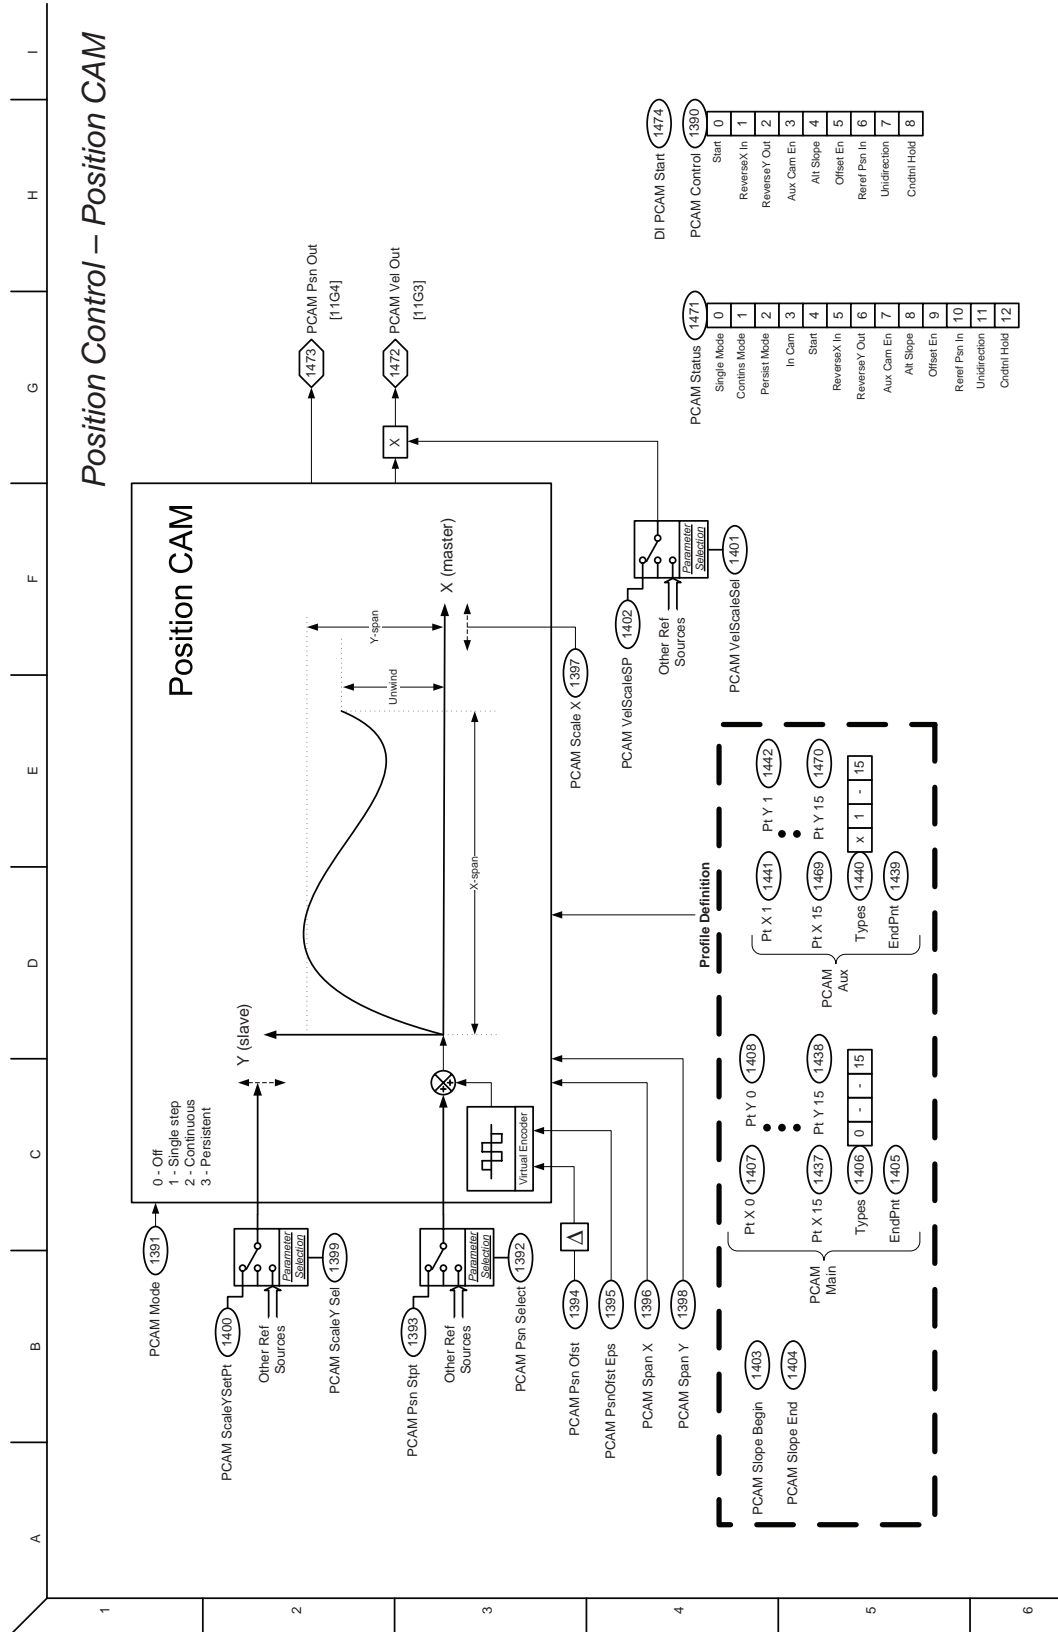 Position Control – Position CAM
A
B
C
D
E
F
G
H
I
1
2
3
4
5
6
Position CAM
0 - Off
1 - Single step
2 - Continuous
3 - Persistent
PCAM Mode 1391
PCAM ScaleYSetPt 1400
Other Ref
Sources
Parameter
Selection
PCAM ScaleY Sel 1399
PCAM Psn Stpt 1393
Other Ref
Sources
Parameter
Selection
PCAM Psn Select 1392
PCAM Psn Ofst 1394
Δ
PCAM PsnOfst Eps 1395
PCAM Span X 1396
PCAM Span Y 1398
Virtual Encoder
+
+
Y (slave)
X (master)
X-span
Unwind
Y-span
PCAM Scale X 1397
1473 PCAM Psn Out
[11G4]
X
1472 PCAM Vel Out
[11G3]
PCAM VelScaleSP 1402
Other Ref
Sources
Parameter
Selection
PCAM VelScaleSel 1401
Profile Definition
PCAM Slope Begin 1403
PCAM Slope End 1404
Pt X 0 1407
Pt Y 0 1408
Pt X 15 1437
Pt Y 15 1438
Types 1406 0 - - 15
EndPnt 1405
PCAM
Main
Pt X 1 1441
Pt Y 1 1442
Pt X 15 1469
Pt Y 15 1470
Types 1440 x 1 - 15
EndPnt 1439
PCAM
Aux
PCAM Status 1471
Single Mode 0
Contins Mode 1
Persist Mode 2
In Cam 3
Start 4
ReverseX In 5
ReverseY Out 6
Aux Cam En 7
Alt Slope 8
Offset En 9
Reref Psn In 10
Unidirection 11
Cndtnl Hold 12
DI PCAM Start 1474
PCAM Control 1390
Start 0
ReverseX In 1
ReverseY Out 2
Aux Cam En 3
Alt Slope 4
Offset En 5
Reref Psn In 6
Unidirection 7
Cndtnl Hold 8